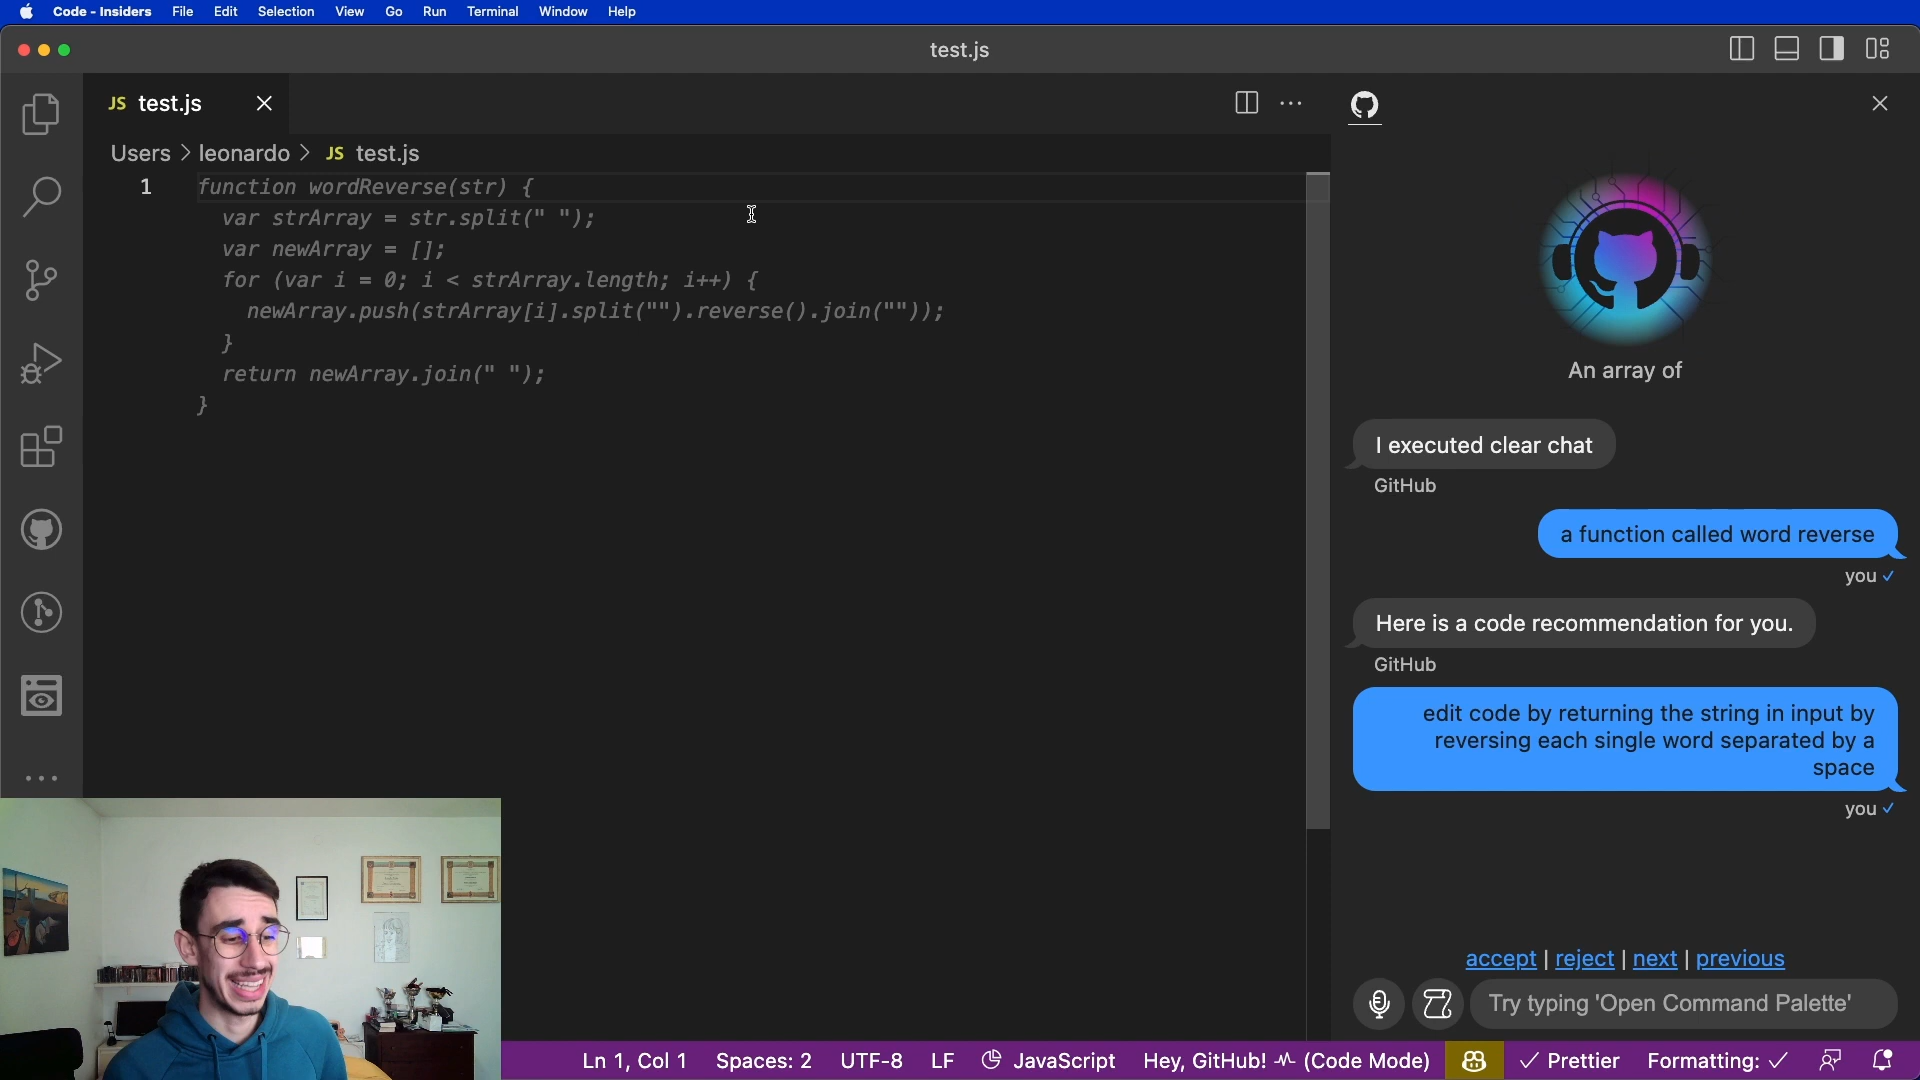 Code - Insiders File Edit Selection View Go Run Terminal Window Help
test.js
JS test.js
Users > leonardo > JS test.js
1 function wordReverse(str) {
var strArray = str.split(" ");
var newArray = [];
for (var i = 0; i < strArray.length; i++) {
newArray.push(strArray[i].split("").reverse().join(""));
}
return newArray.join(" ");
}
An array of
I executed clear chat
GitHub
a function called word reverse
you ✓
Here is a code recommendation for you.
GitHub
edit code by returning the string in input by
reversing each single word separated by a
space
you ✓
accept | reject | next | previous
Try typing 'Open Command Palette'
Ln 1, Col 1 Spaces: 2 UTF-8 LF JavaScript Hey, GitHub! (Code Mode) ✓ Prettier Formatting: ✓